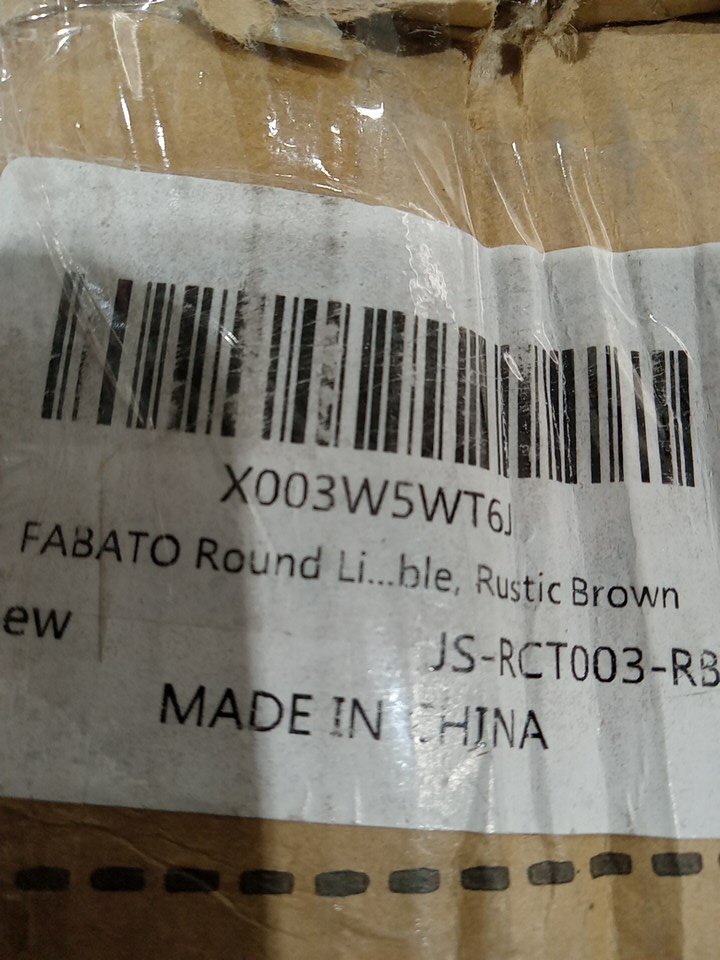 X003W5WT6J
FABATO Round Li...ble, Rustic Brown
ew
JS-RCT003-RB
MADE IN CHINA